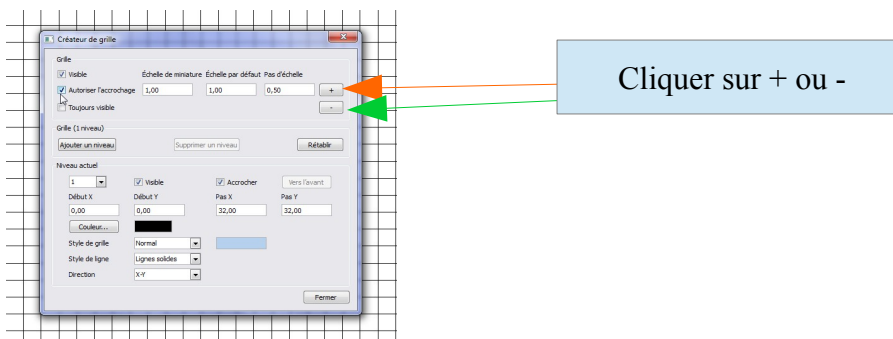 Créateur de grille
Grille
Visible Échelle de miniature Échelle par défaut Pas d'échelle
Autoriser l'accrochage 1,00 1,00 0,50 +
Toujours visible -
Cliquer sur + ou -
Grille (1 niveau)
Ajouter un niveau Supprimer un niveau Rétablir
Niveau actuel
1 Visible Accrocher Vers l'avant
Début X Début Y Pas X Pas Y
0,00 0,00 32,00 32,00
Couleur...
Style de grille Normal
Style de ligne Lignes solides
Direction X-Y
Fermer